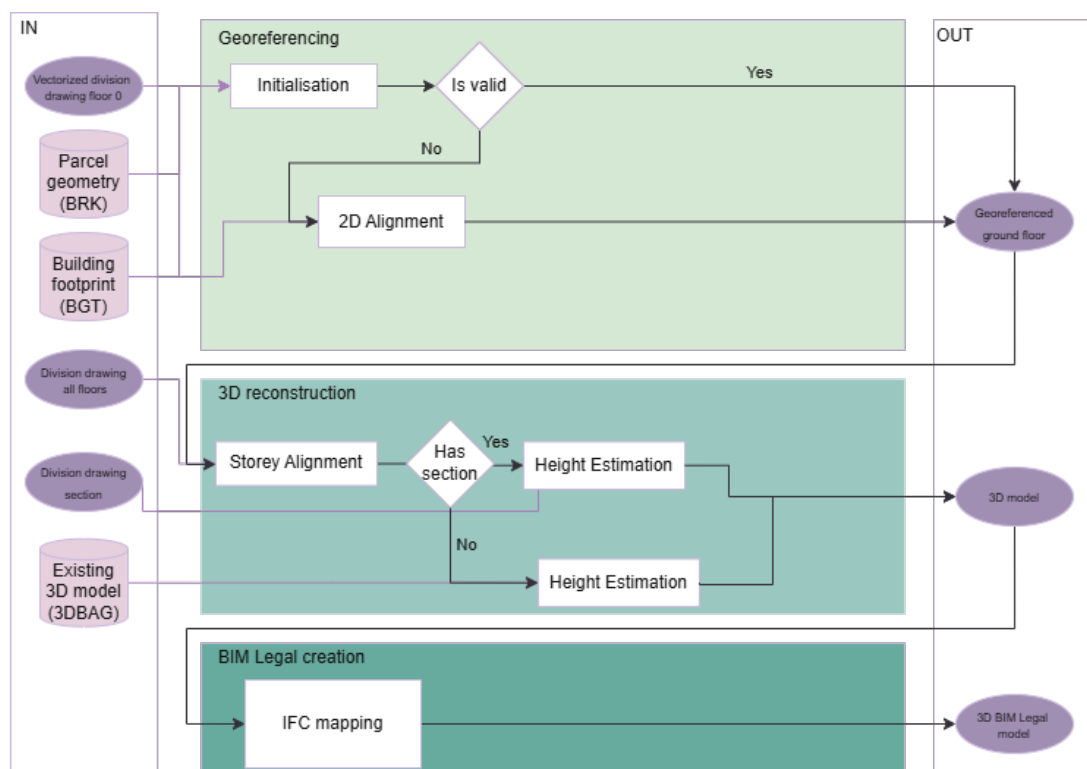 IN
Georeferencing
OUT
Vectorized division
drawing floor 0
Initialisation
Is valid
Yes
No
Parcel
geometry
(BRK)
2D Alignment
Georeferenced
ground floor
Building
footprint
(BGT)
Division drawing
all floors
3D reconstruction
Storey Alignment
Has
section
Yes
Height Estimation
Division drawing
section
3D model
No
Height Estimation
Existing
3D model
(3DBAG)
BIM Legal creation
IFC mapping
3D BIM Legal
model